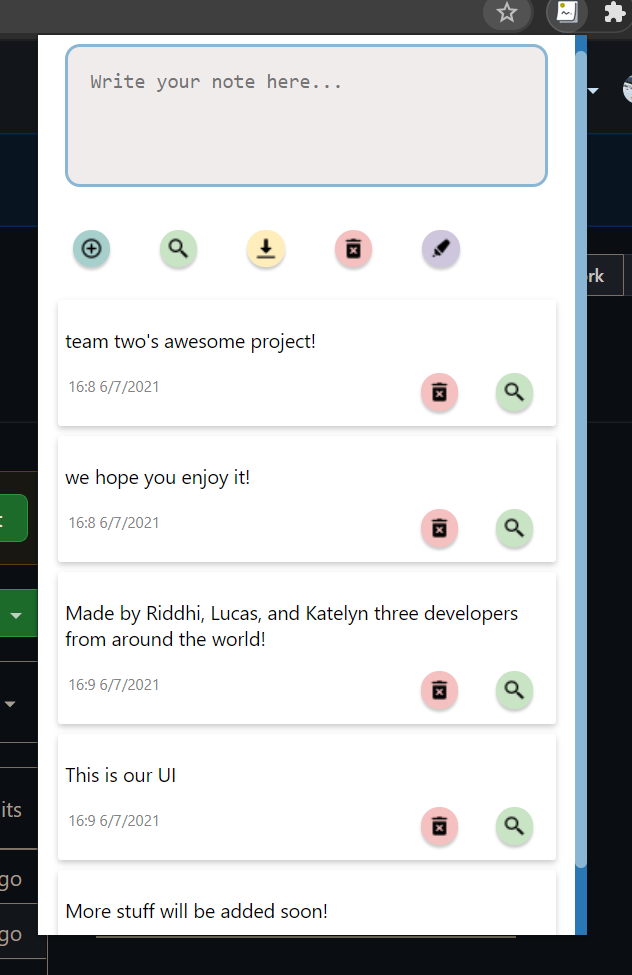 Write your note here...
rk
team two's awesome project!
16:8 6/7/2021
we hope you enjoy it!
16:8 6/7/2021
Made by Riddhi, Lucas, and Katelyn three developers
from around the world!
16:9 6/7/2021
This is our UI
16:9 6/7/2021
its
go
More stuff will be added soon!
go